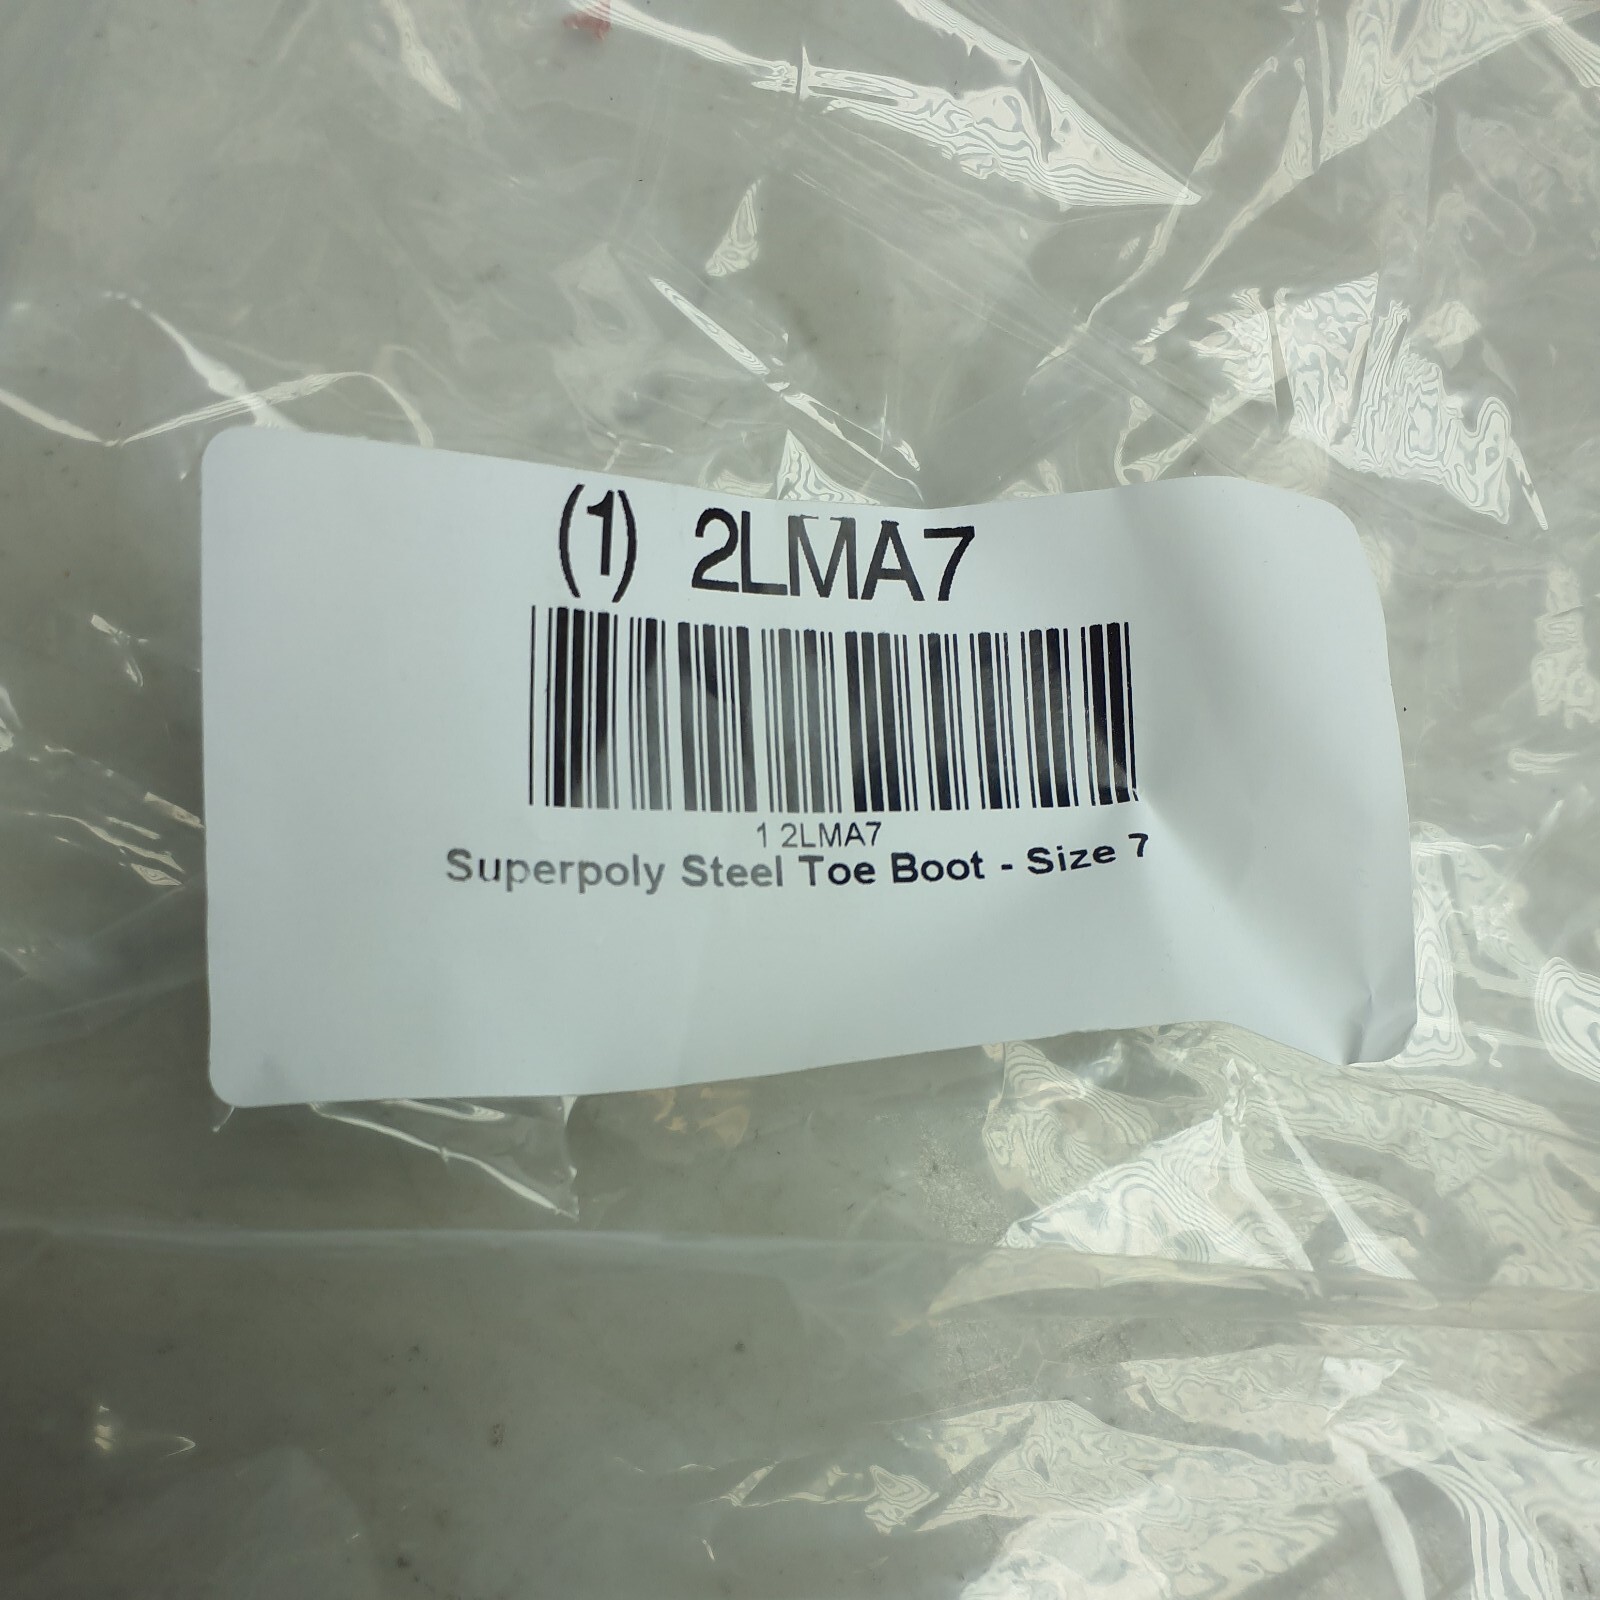 (1) 2LMA7
1 2LMA7
Superpoly Steel Toe Boot - Size 7